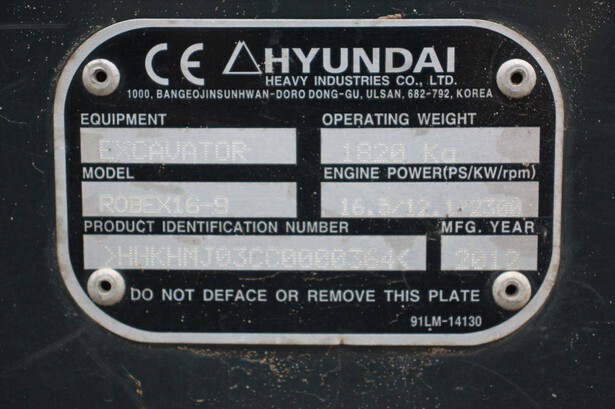 CE HYUNDAI
HEAVY INDUSTRIES CO., LTD.
1000, BANGEOJINSUNHWAN-DORO DONG-GU, ULSAN, 682-792, KOREA
EQUIPMENT OPERATING WEIGHT
EXCAVATOR 1820 Kg
MODEL ENGINE POWER(PS/KW/rpm)
ROBEX16-9 16.5/12.1/2300
PRODUCT IDENTIFICATION NUMBER MFG. YEAR
>HHKHMJ03CC0000364< 2012
DO NOT DEFACE OR REMOVE THIS PLATE
91LM-14130